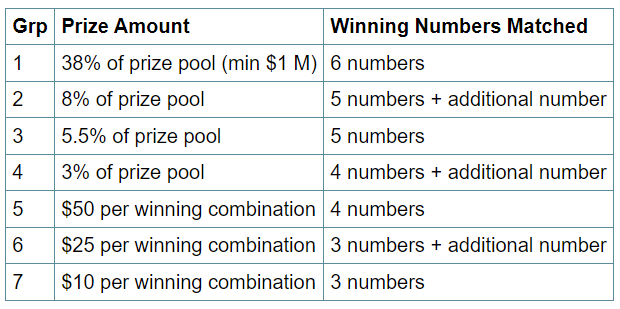 Grp Prize Amount Winning Numbers Matched
1 38% of prize pool (min $1 M) 6 numbers
2 8% of prize pool 5 numbers + additional number
3 5.5% of prize pool 5 numbers
4 3% of prize pool 4 numbers + additional number
5 $50 per winning combination 4 numbers
6 $25 per winning combination 3 numbers + additional number
7 $10 per winning combination 3 numbers